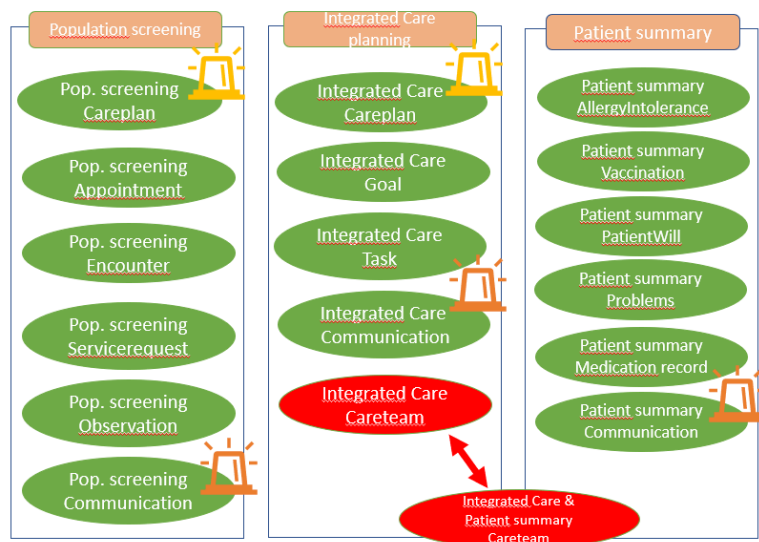 Population screening
Pop. screening
Careplan
Pop. screening
Appointment
Pop. screening
Encounter
Pop. screening
Servicerequest
Pop. screening
Observation
Pop. screening
Communication
Integrated Care
planning
Integrated Care
Careplan
Integrated Care
Goal
Integrated Care
Task
Integrated Care
Communication
Integrated Care
Careteam
Integrated Care &
Patient summary
Careteam
Patient summary
Patient summary
AllergyIntolerance
Patient summary
Vaccination
Patient summary
PatientWill
Patient summary
Problems
Patient summary
Medication record
Patient summary
Communication